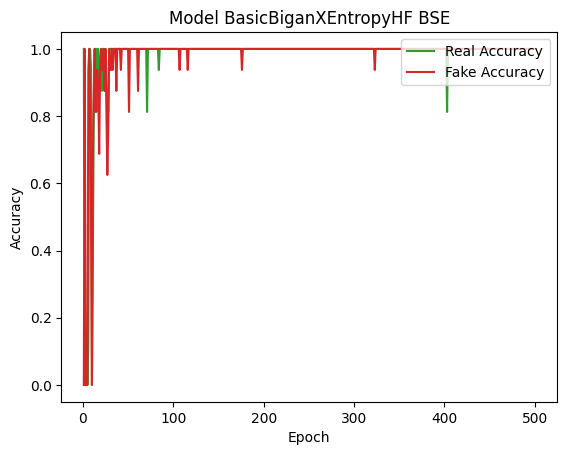 Model BasicBiganXEntropyHF BSE
Real Accuracy
Fake Accuracy
Accuracy
1.0
0.8
0.6
0.4
0.2
0.0
0
100
200
300
400
500
Epoch